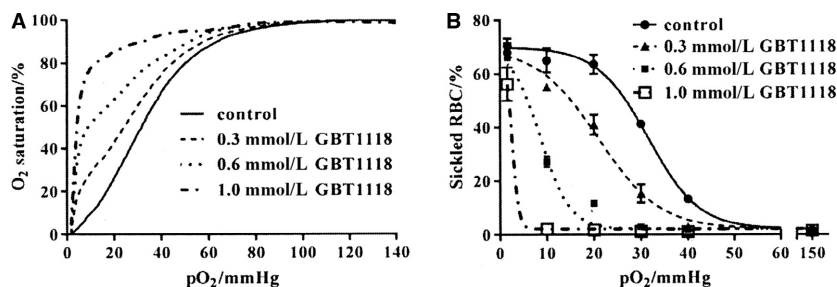 A
O2 saturation/%
100
80
60
40
20
0
0 20 40 60 80 100 120 140
pO2/mmHg
control
0.3 mmol/L GBT1118
0.6 mmol/L GBT1118
1.0 mmol/L GBT1118
B
Sickled RBC/%
80
60
40
20
0
0 10 20 30 40 50 60 150
pO2/mmHg
control
0.3 mmol/L GBT1118
0.6 mmol/L GBT1118
1.0 mmol/L GBT1118